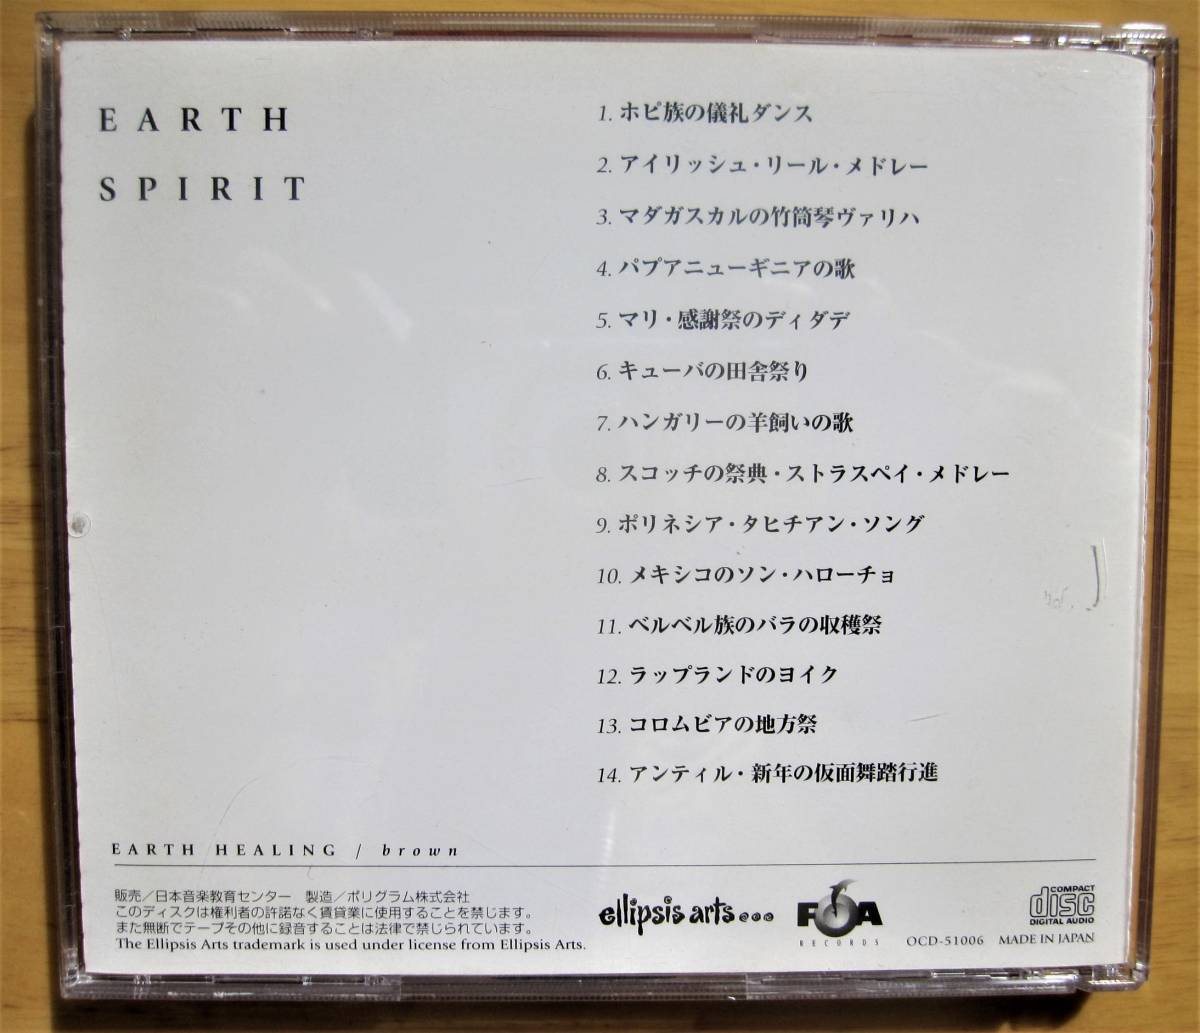 EARTH
SPIRIT
1. ホピ族の儀礼ダンス
2. アイリッシュ・リール・メドレー
3. マダガスカルの竹筒琴ヴァリハ
4. パプアニューギニアの歌
5. マリ・感謝祭のディダデ
6. キューバの田舎祭り
7. ハンガリーの羊飼いの歌
8. スコッチの祭典・ストラスペイ・メドレー
9. ポリネシア・タヒチアン・ソング
10. メキシコのソン・ハローチョ
11. ベルベル族のバラの収穫祭
12. ラップランドのヨイク
13. コロムビアの地方祭
14. アンティル・新年の仮面舞踏行進
EARTH HEALING / brown
販売／日本音楽教育センター　製造／ポリグラム株式会社
このディスクは権利者の許諾なく賃貸業に使用することを禁じます。
また無断でテープその他に録音することは法律で禁じられています。
The Ellipsis Arts trademark is used under license from Ellipsis Arts.
ellipsis arts...
FOA
RECORDS
OCD-51006 MADE IN JAPAN
COMPACT
disc
DIGITAL AUDIO